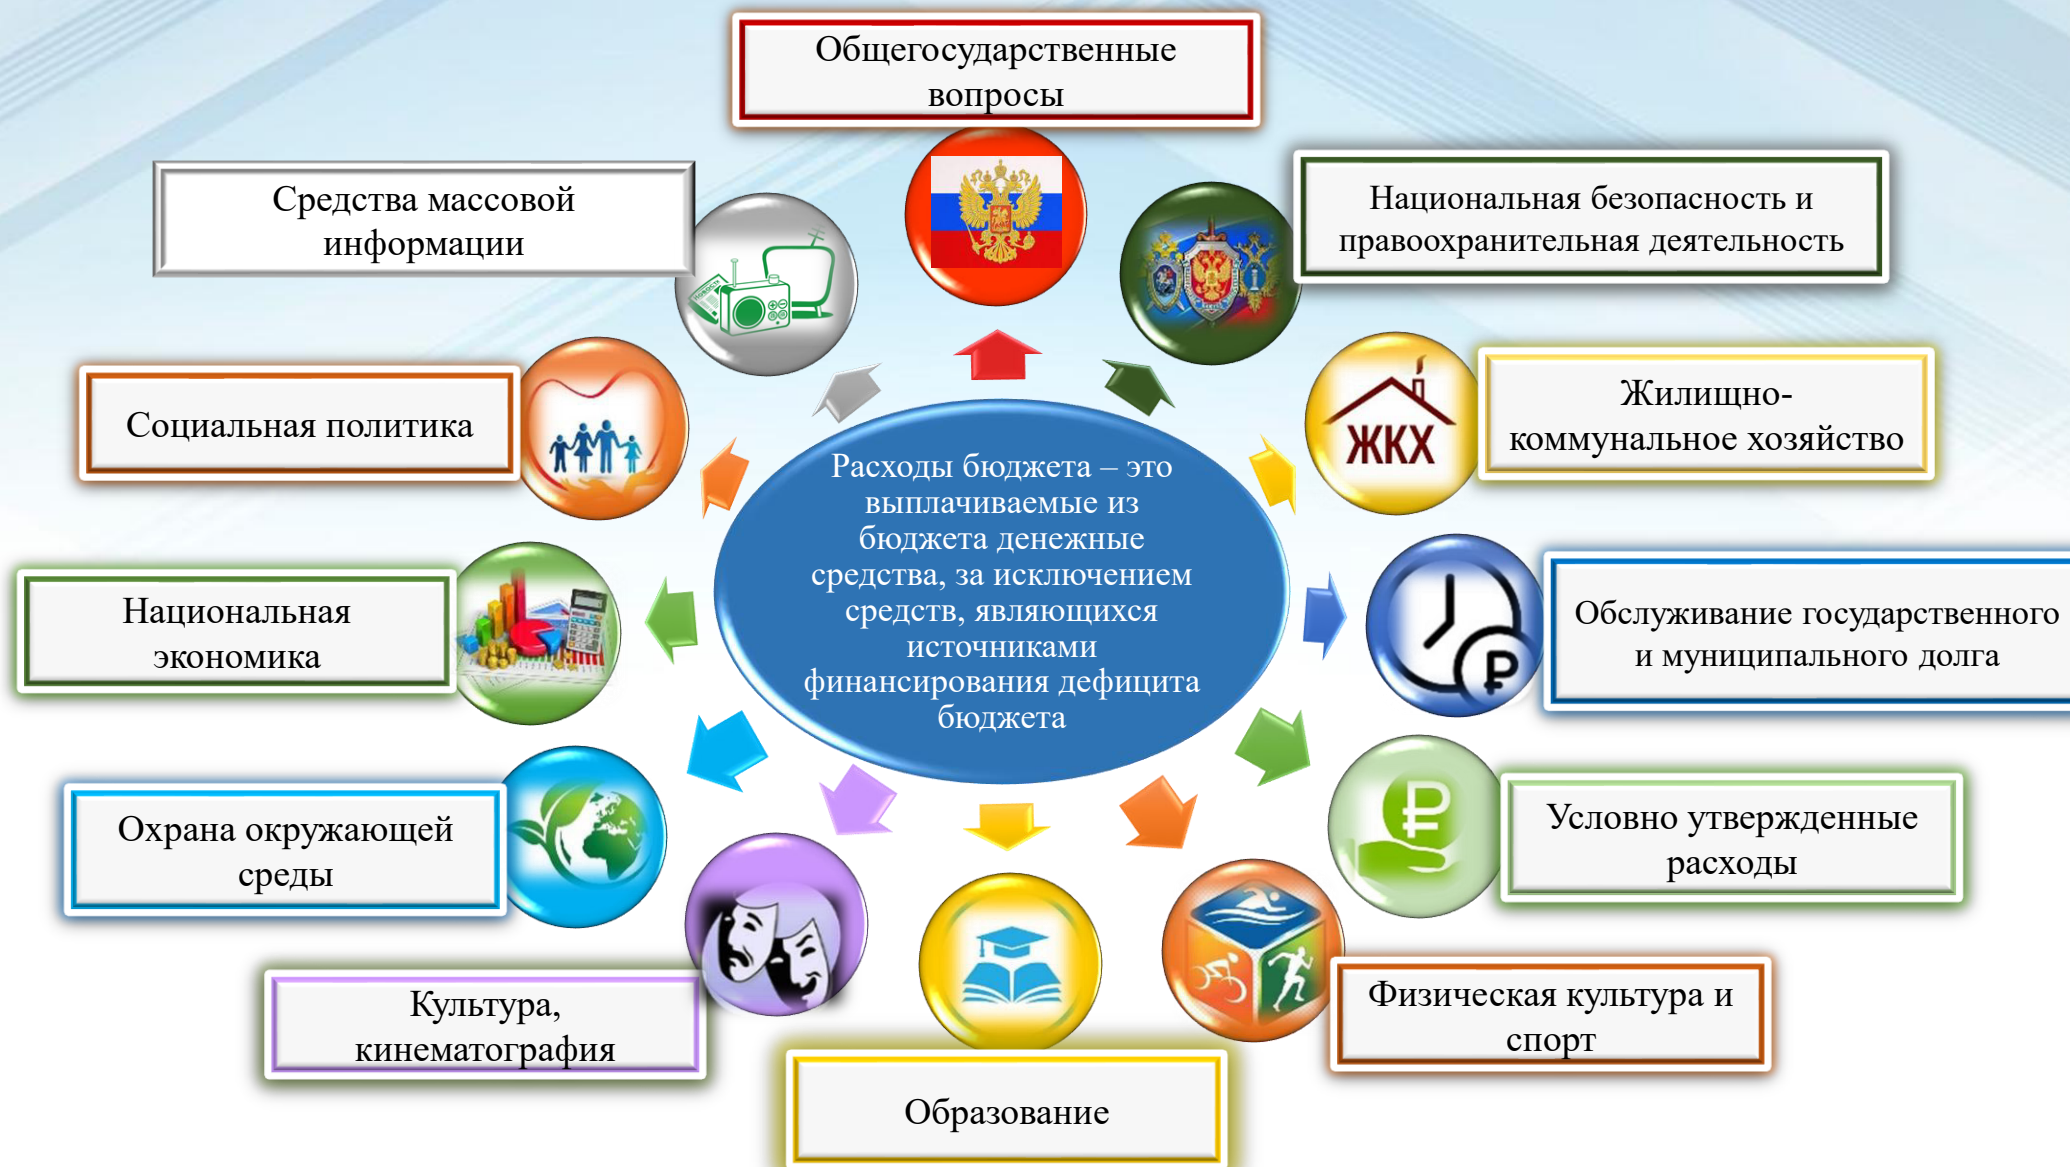 Общегосударственные
вопросы
Средства массовой
информации
Национальная безопасность и
правоохранительная деятельность
НОВОСТИ
Социальная политика
ЖКХ
Жилищно-
коммунальное хозяйство
Расходы бюджета – это
выплачиваемые из
бюджета денежные
средства, за исключением
средств, являющихся
источниками
финансирования дефицита
бюджета
Национальная
экономика
Обслуживание государственного
и муниципального долга
Охрана окружающей
среды
Условно утвержденные
расходы
Культура,
кинематография
Физическая культура и
спорт
Образование